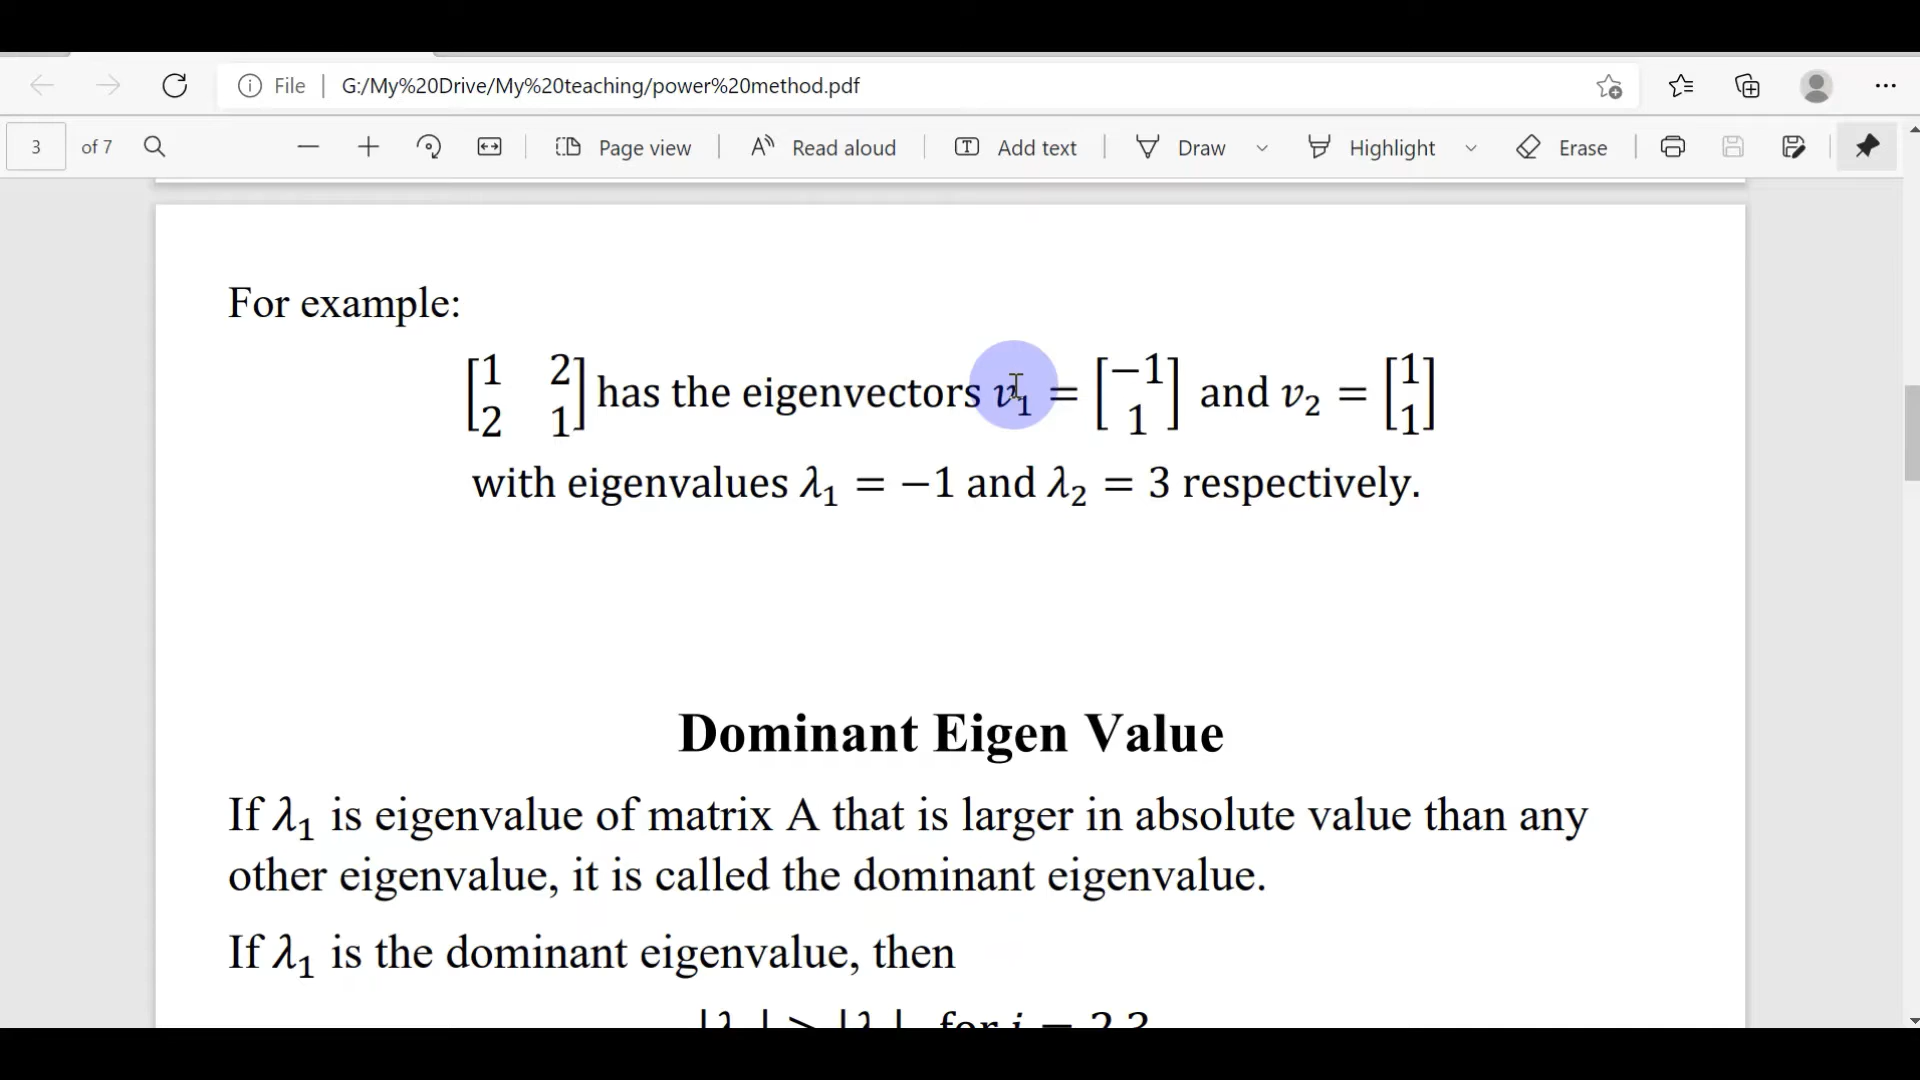 File | G:/My%20Drive/My%20teaching/power%20method.pdf
3 of 7 Page view Read aloud Add text Draw Highlight Erase
For example:
[1 2; 2 1] has the eigenvectors v₁ = [−1; 1] and v₂ = [1; 1]
with eigenvalues λ₁ = −1 and λ₂ = 3 respectively.
Dominant Eigen Value
If λ₁ is eigenvalue of matrix A that is larger in absolute value than any
other eigenvalue, it is called the dominant eigenvalue.
If λ₁ is the dominant eigenvalue, then